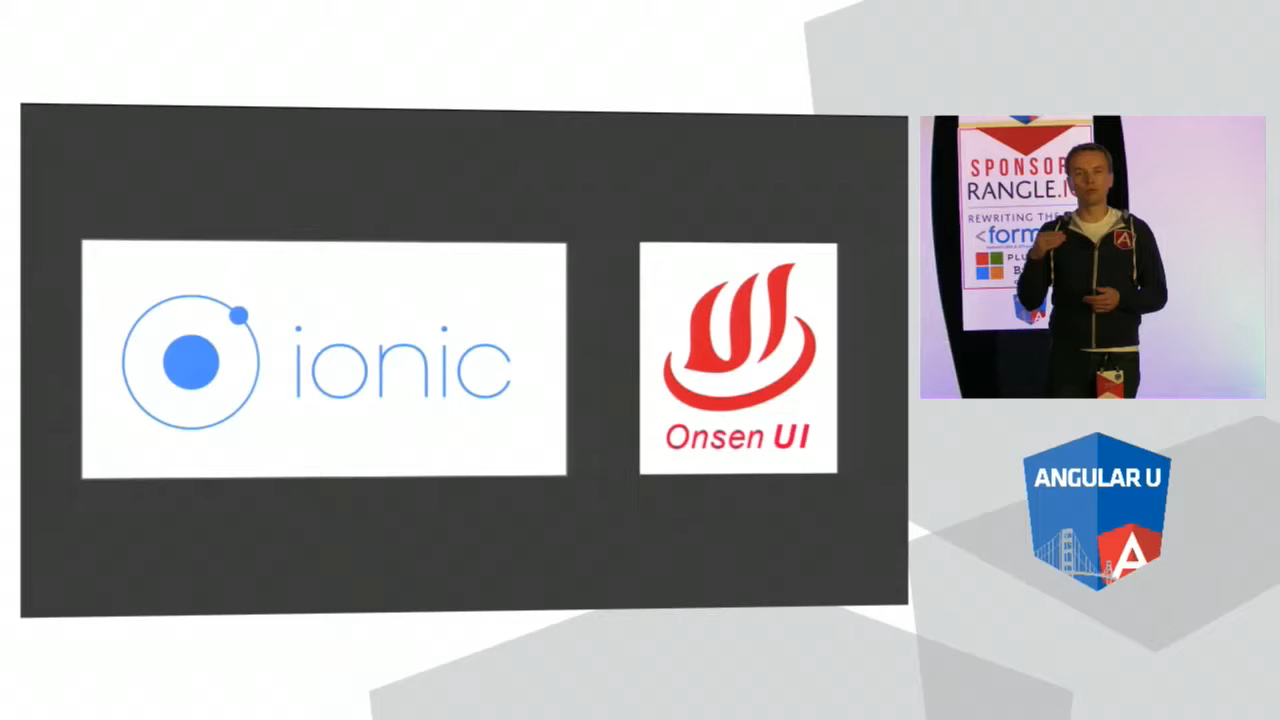 ionic
Onsen UI
SPONSOR
RANGLE.I
REWRITING THE
<form
ANGULAR U